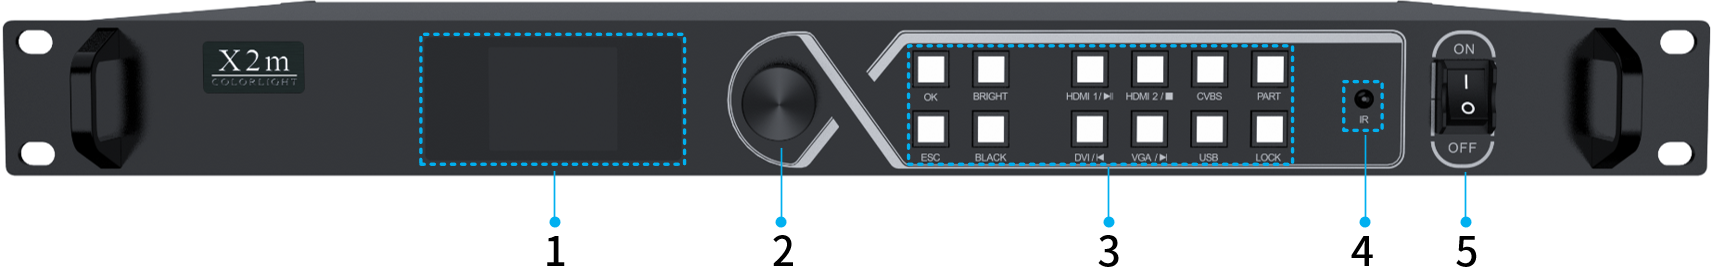 X2m
COLORLIGHT
OK BRIGHT HDMI 1/⏯ HDMI 2/■ CVBS PART
ESC BLACK DVI/⏮ VGA/⏭ USB LOCK
IR
ON
I
O
OFF
1 2 3 4 5